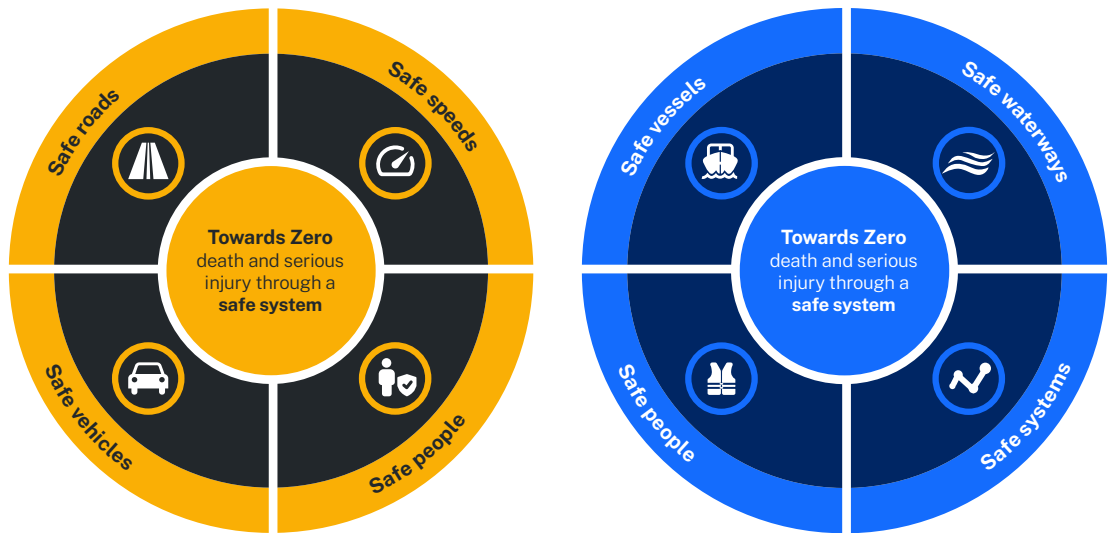 Safe roads
Safe speeds
Towards Zero
death and serious
injury through a
safe system
Safe vehicles
Safe people
Safe vessels
Safe waterways
Towards Zero
death and serious
injury through a
safe system
Safe people
Safe systems